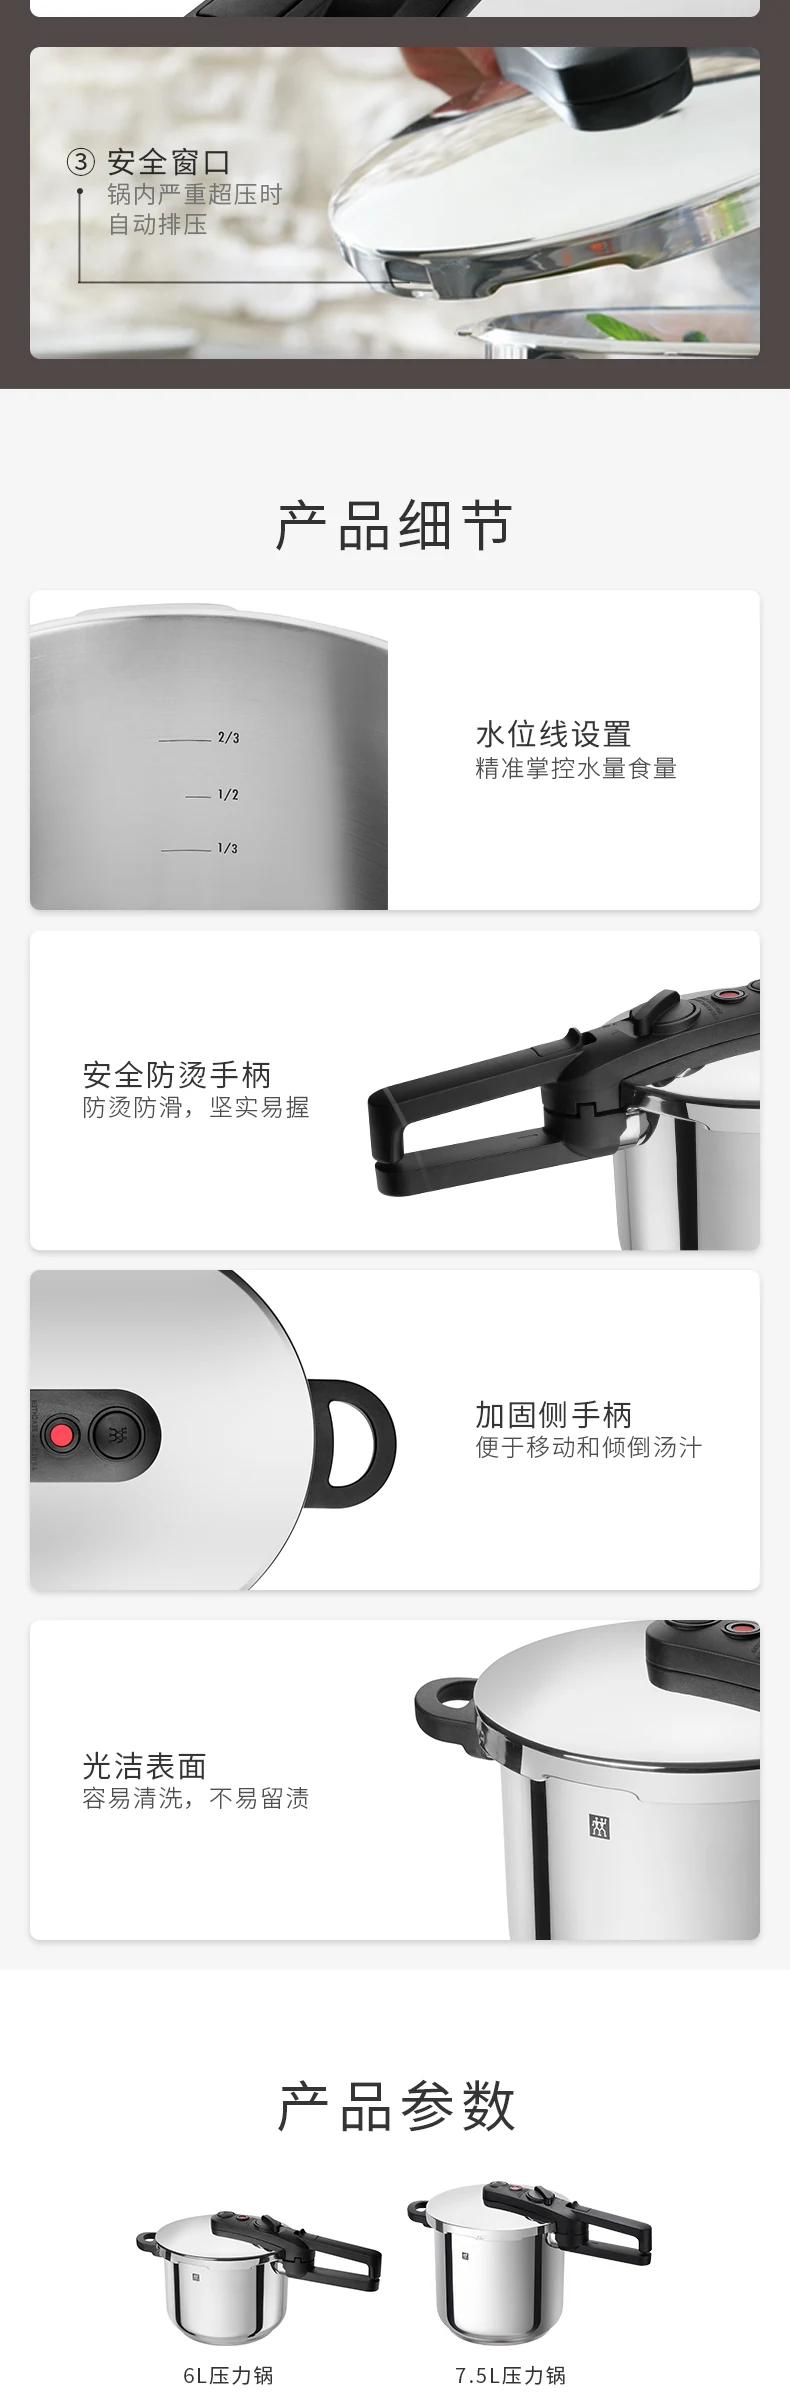 ③ 安全窗口
锅内严重超压时
自动排压
产品细节
2/3
1/2
1/3
水位线设置
精准掌控水量食量
安全防烫手柄
防烫防滑，坚实易握
加固侧手柄
便于移动和倾倒汤汁
光洁表面
容易清洗，不易留渍
产品参数
6L压力锅
7.5L压力锅